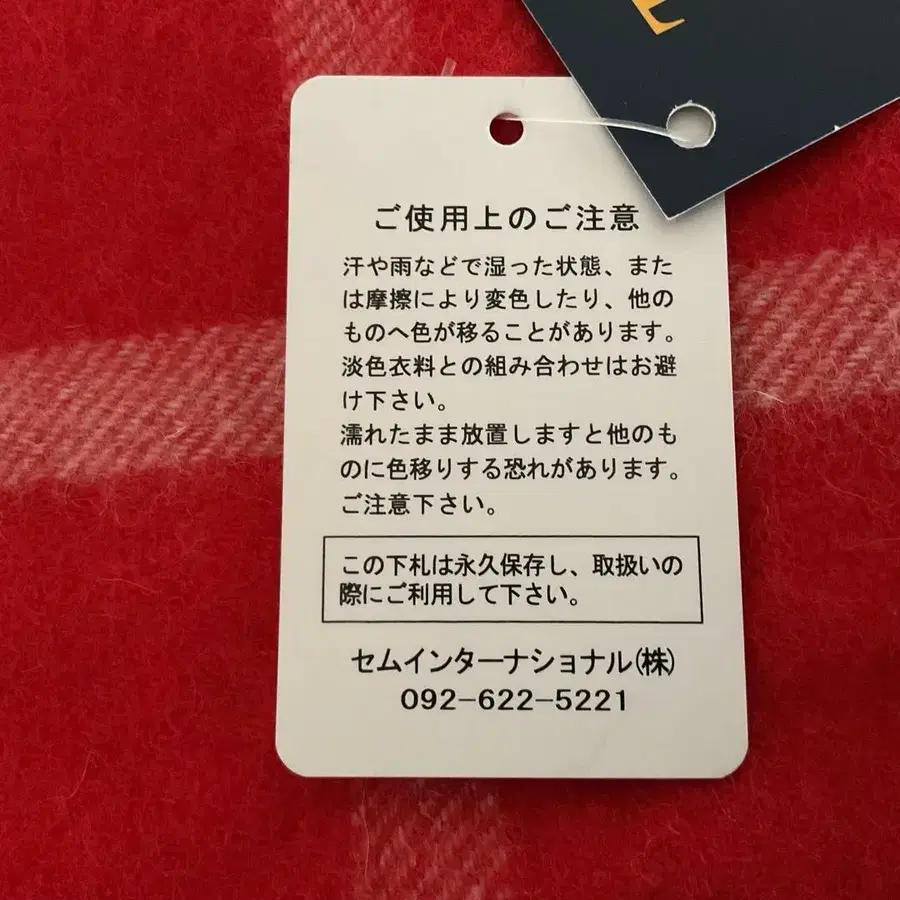 ご使用上のご注意
汗や雨などで湿った状態、また
は摩擦により変色したり、他の
ものへ色が移ることがあります。
淡色衣料との組み合わせはお避
け下さい。
濡れたまま放置しますと他のも
のに色移りする恐れがあります。
ご注意下さい。
この下札は永久保存し、取扱いの
際にご利用して下さい。
セムインターナショナル(株)
092-622-5221